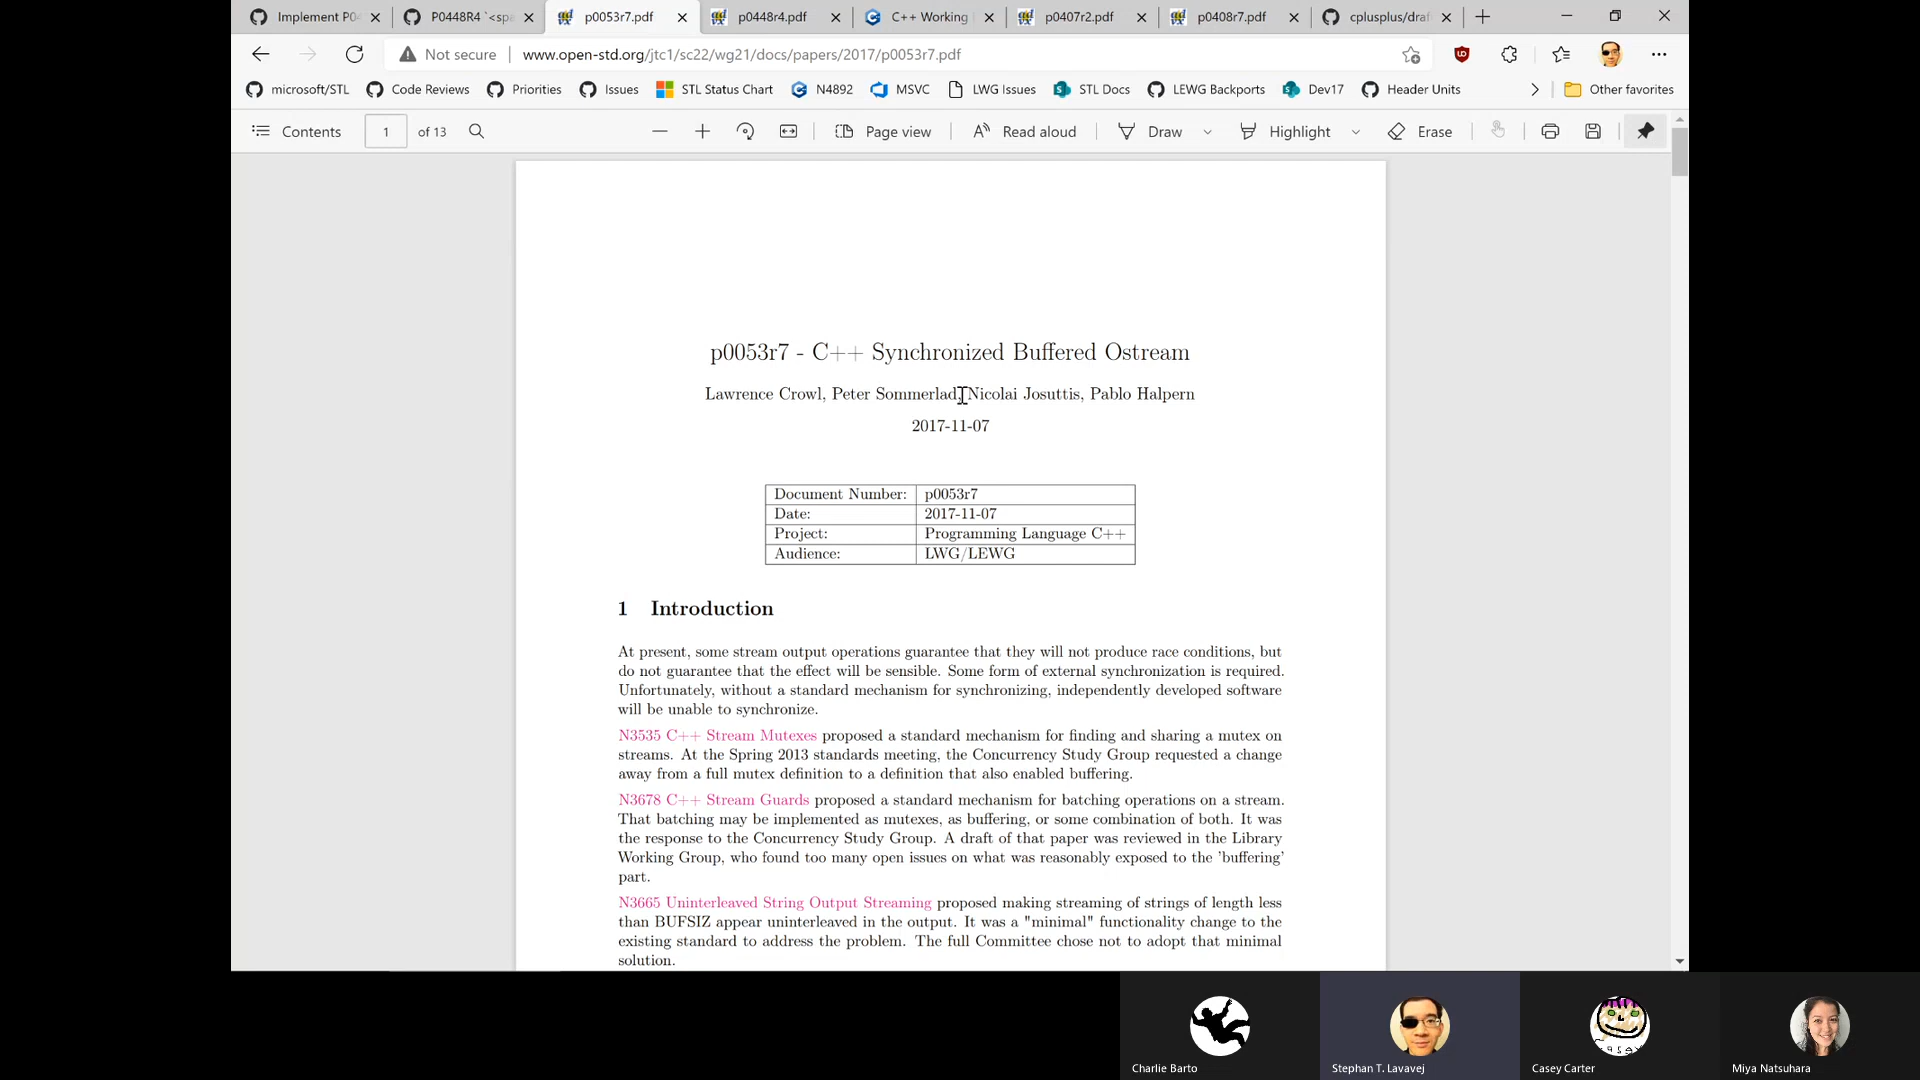 Implement P0
P0448R4 `<spa
p0053r7.pdf
p0448r4.pdf
C++ Working
p0407r2.pdf
p0408r7.pdf
cplusplus/draf
Not secure
www.open-std.org/jtc1/sc22/wg21/docs/papers/2017/p0053r7.pdf
microsoft/STL
Code Reviews
Priorities
Issues
STL Status Chart
N4892
MSVC
LWG Issues
STL Docs
LEWG Backports
Dev17
Header Units
Other favorites
Contents
1
of 13
Page view
Read aloud
Draw
Highlight
Erase
p0053r7 - C++ Synchronized Buffered Ostream
Lawrence Crowl, Peter Sommerlad, Nicolai Josuttis, Pablo Halpern
2017-11-07
Document Number: p0053r7
Date: 2017-11-07
Project: Programming Language C++
Audience: LWG/LEWG
1 Introduction
At present, some stream output operations guarantee that they will not produce race conditions, but
do not guarantee that the effect will be sensible. Some form of external synchronization is required.
Unfortunately, without a standard mechanism for synchronizing, independently developed software
will be unable to synchronize.
N3535 C++ Stream Mutexes proposed a standard mechanism for finding and sharing a mutex on
streams. At the Spring 2013 standards meeting, the Concurrency Study Group requested a change
away from a full mutex definition to a definition that also enabled buffering.
N3678 C++ Stream Guards proposed a standard mechanism for batching operations on a stream.
That batching may be implemented as mutexes, as buffering, or some combination of both. It was
the response to the Concurrency Study Group. A draft of that paper was reviewed in the Library
Working Group, who found too many open issues on what was reasonably exposed to the 'buffering'
part.
N3665 Uninterleaved String Output Streaming proposed making streaming of strings of length less
than BUFSIZ appear uninterleaved in the output. It was a "minimal" functionality change to the
existing standard to address the problem. The full Committee chose not to adopt that minimal
solution.
Charlie Barto
Stephan T. Lavavej
Casey Carter
Miya Natsuhara